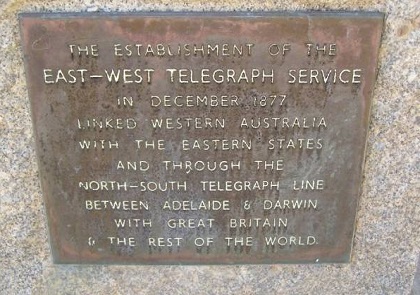 THE ESTABLISHMENT OF THE
EAST-WEST TELEGRAPH SERVICE
IN DECEMBER 1877
LINKED WESTERN AUSTRALIA
WITH THE EASTERN STATES
AND THROUGH THE
NORTH-SOUTH TELEGRAPH LINE
BETWEEN ADELAIDE & DARWIN
WITH GREAT BRITAIN
& THE REST OF THE WORLD